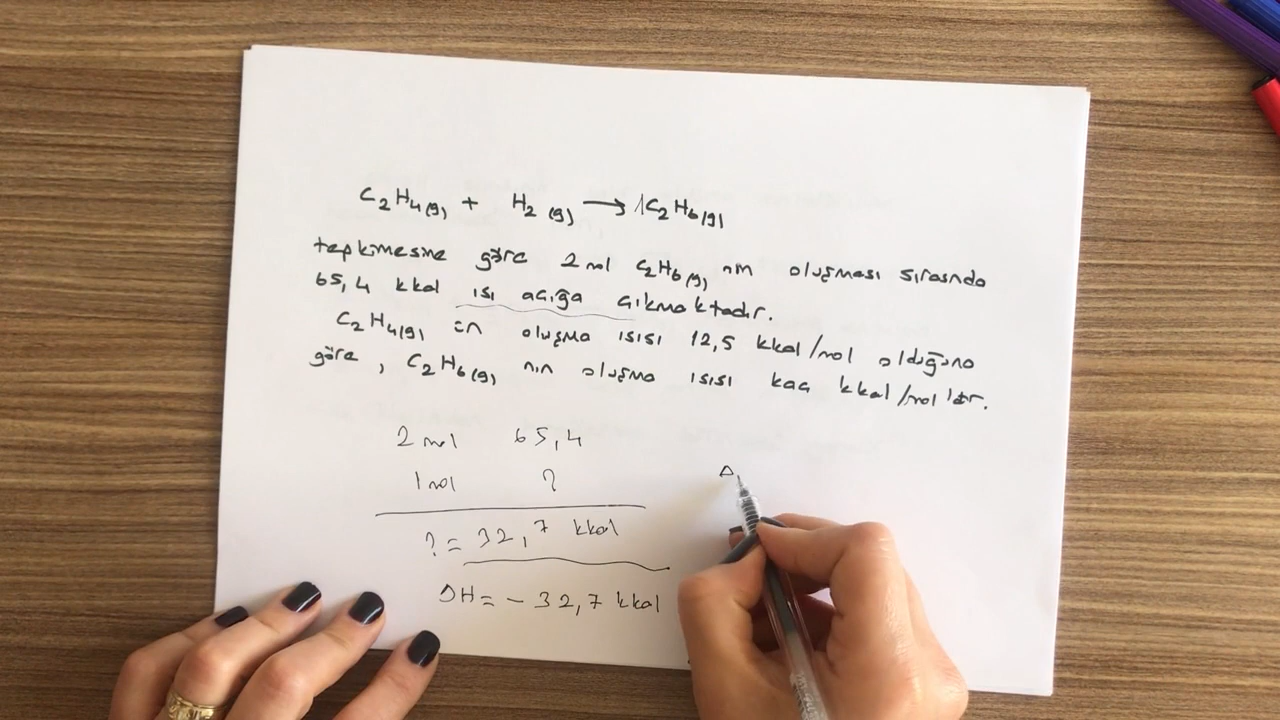 C₂H₄(g) + H₂ (g) → 1C₂H₆(g)
tepkimesine göre 2 mol C₂H₆(g) nın oluşması sırasında
65,4 kkal ısı açığa çıkmaktadır.
C₂H₄(g) ün oluşma ısısı 12,5 kkal/mol olduğuna
göre, C₂H₆(g) nın oluşma ısısı kaç kkal/mol'dür.
2 mol 65,4
1 mol ?
? = 32,7 kkal
ΔH = - 32,7 kkal
Δ